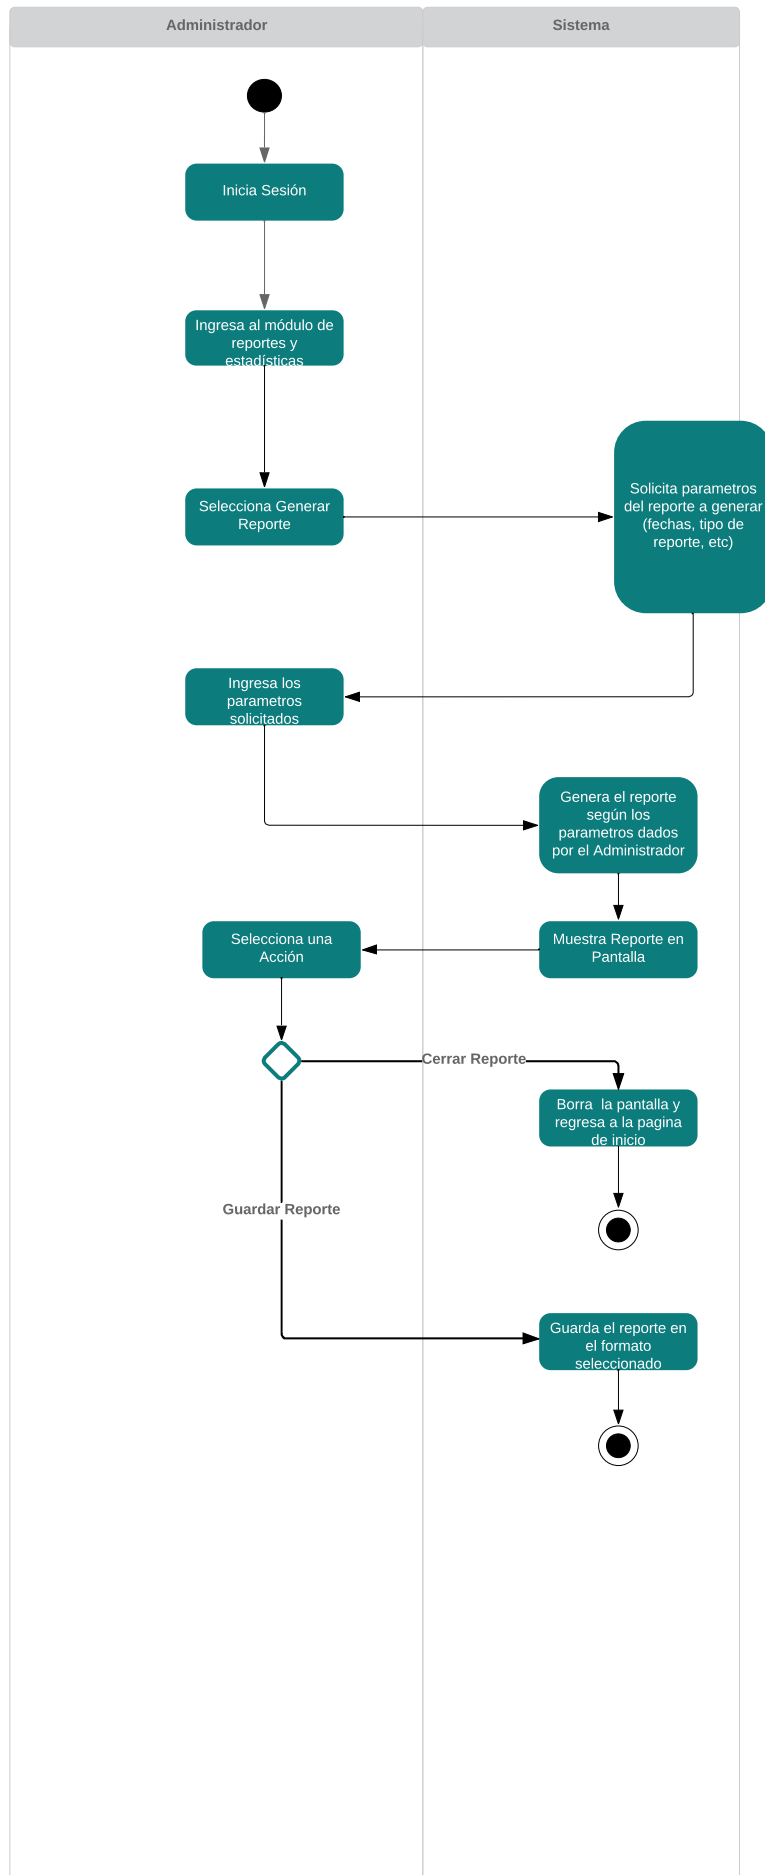 Administrador
Sistema
Inicia Sesión
Ingresa al módulo de
reportes y
estadísticas
Selecciona Generar
Reporte
Solicita parametros
del reporte a generar
(fechas, tipo de
reporte, etc)
Ingresa los
parametros
solicitados
Genera el reporte
según los
parametros dados
por el Administrador
Selecciona una
Acción
Muestra Reporte en
Pantalla
Cerrar Reporte
Borra  la pantalla y
regresa a la pagina
de inicio
Guardar Reporte
Guarda el reporte en
el formato
seleccionado